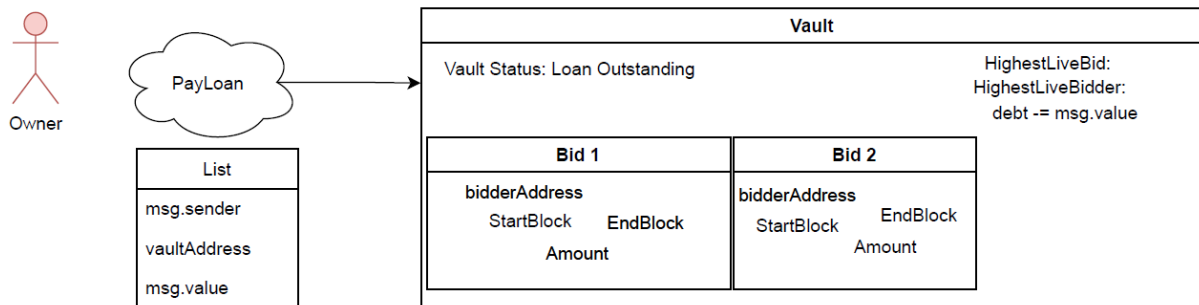 Owner
PayLoan
List
msg.sender
vaultAddress
msg.value
Vault
Vault Status: Loan Outstanding
HighestLiveBid:
HighestLiveBidder:
debt -= msg.value
Bid 1
bidderAddress
StartBlock
EndBlock
Amount
Bid 2
bidderAddress
StartBlock
EndBlock
Amount